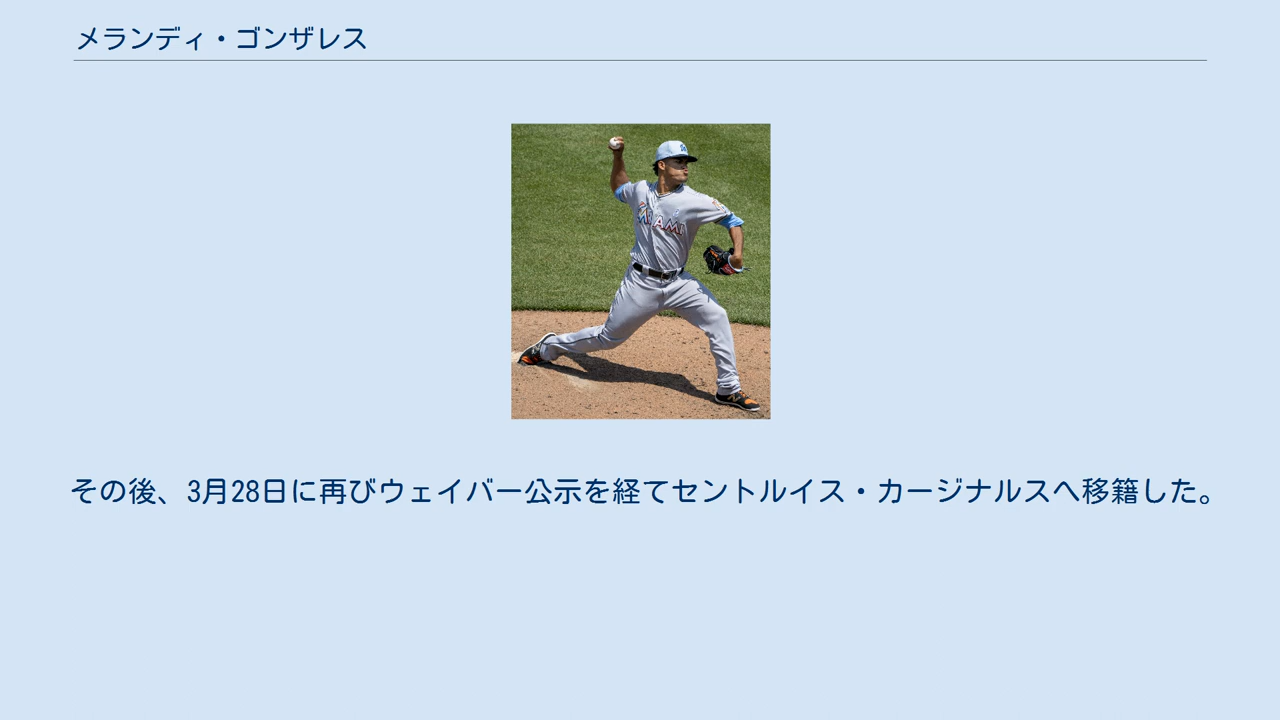 メランディ・ゴンザレス
MIAMI
その後、3月28日に再びウェイバー公示を経てセントルイス・カージナルスへ移籍した。